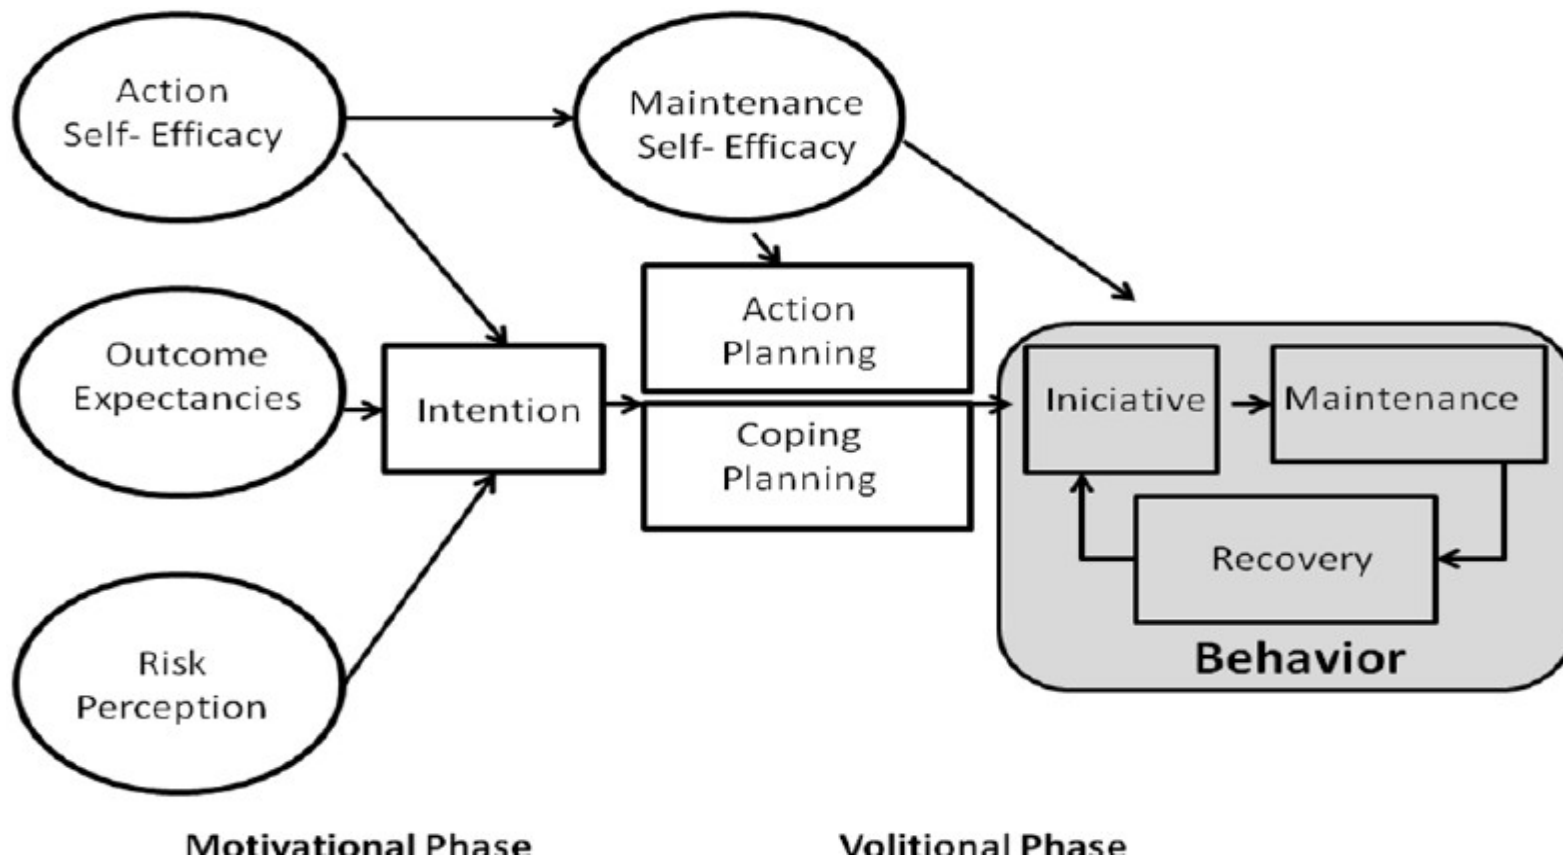 Action
Self- Efficacy
Maintenance
Self- Efficacy
Outcome
Expectancies
Intention
Action
Planning
Coping
Planning
Iniciative
Maintenance
Recovery
Behavior
Risk
Perception
Motivational Phase
Volitional Phase